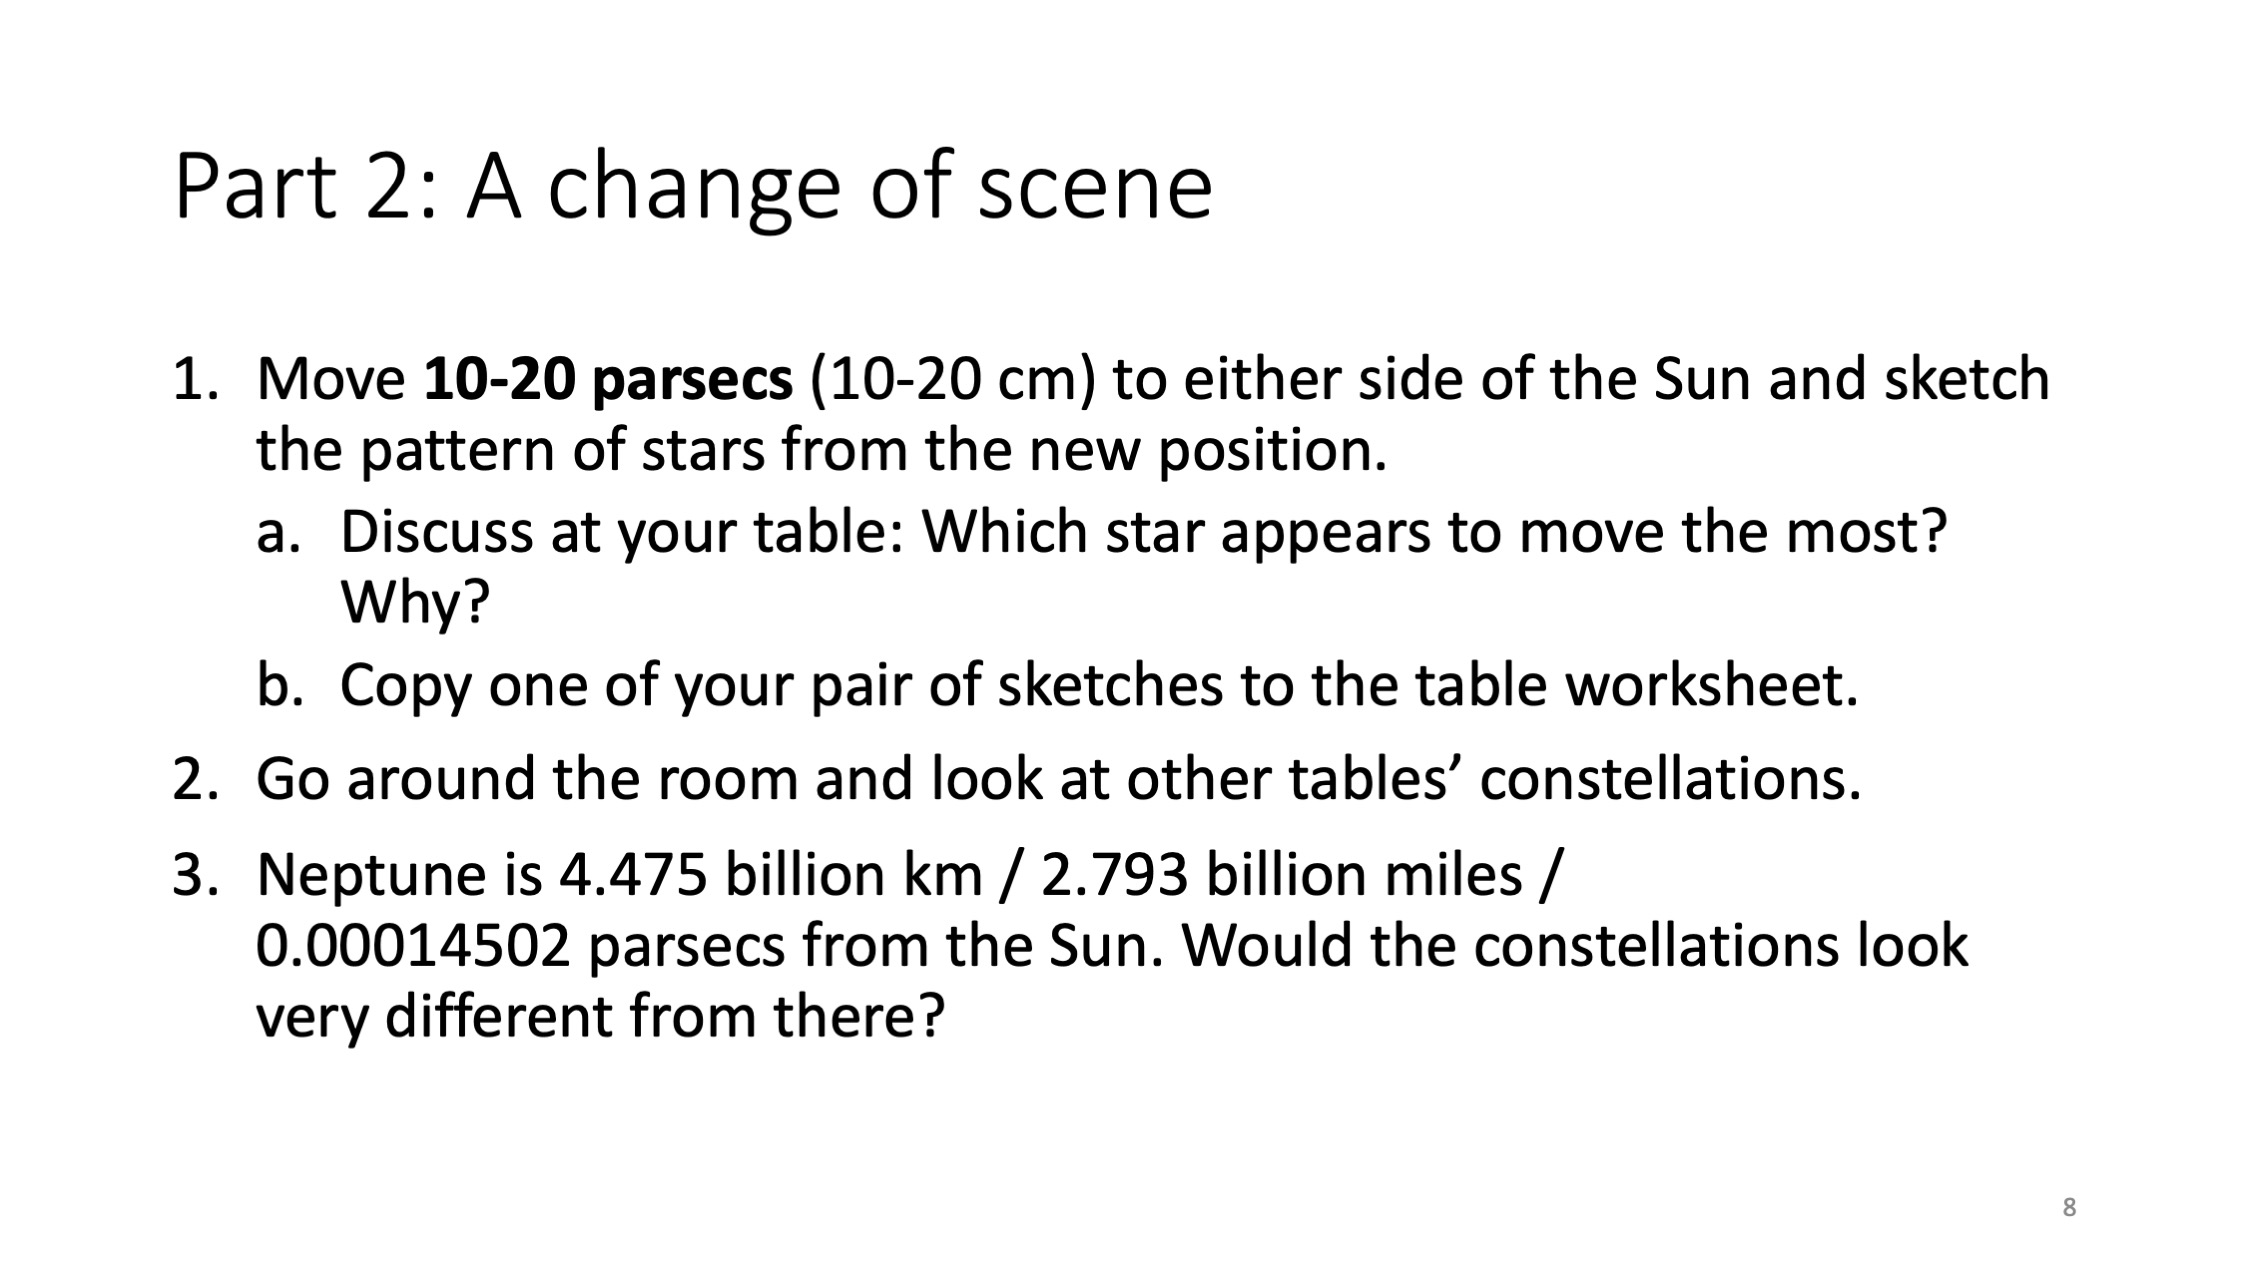 Part 2: A change of scene
1. Move 10-20 parsecs (10-20 cm) to either side of the Sun and sketch
the pattern of stars from the new position.
a. Discuss at your table: Which star appears to move the most?
Why?
b. Copy one of your pair of sketches to the table worksheet.
2. Go around the room and look at other tables’ constellations.
3. Neptune is 4.475 billion km / 2.793 billion miles /
0.00014502 parsecs from the Sun. Would the constellations look
very different from there?
8